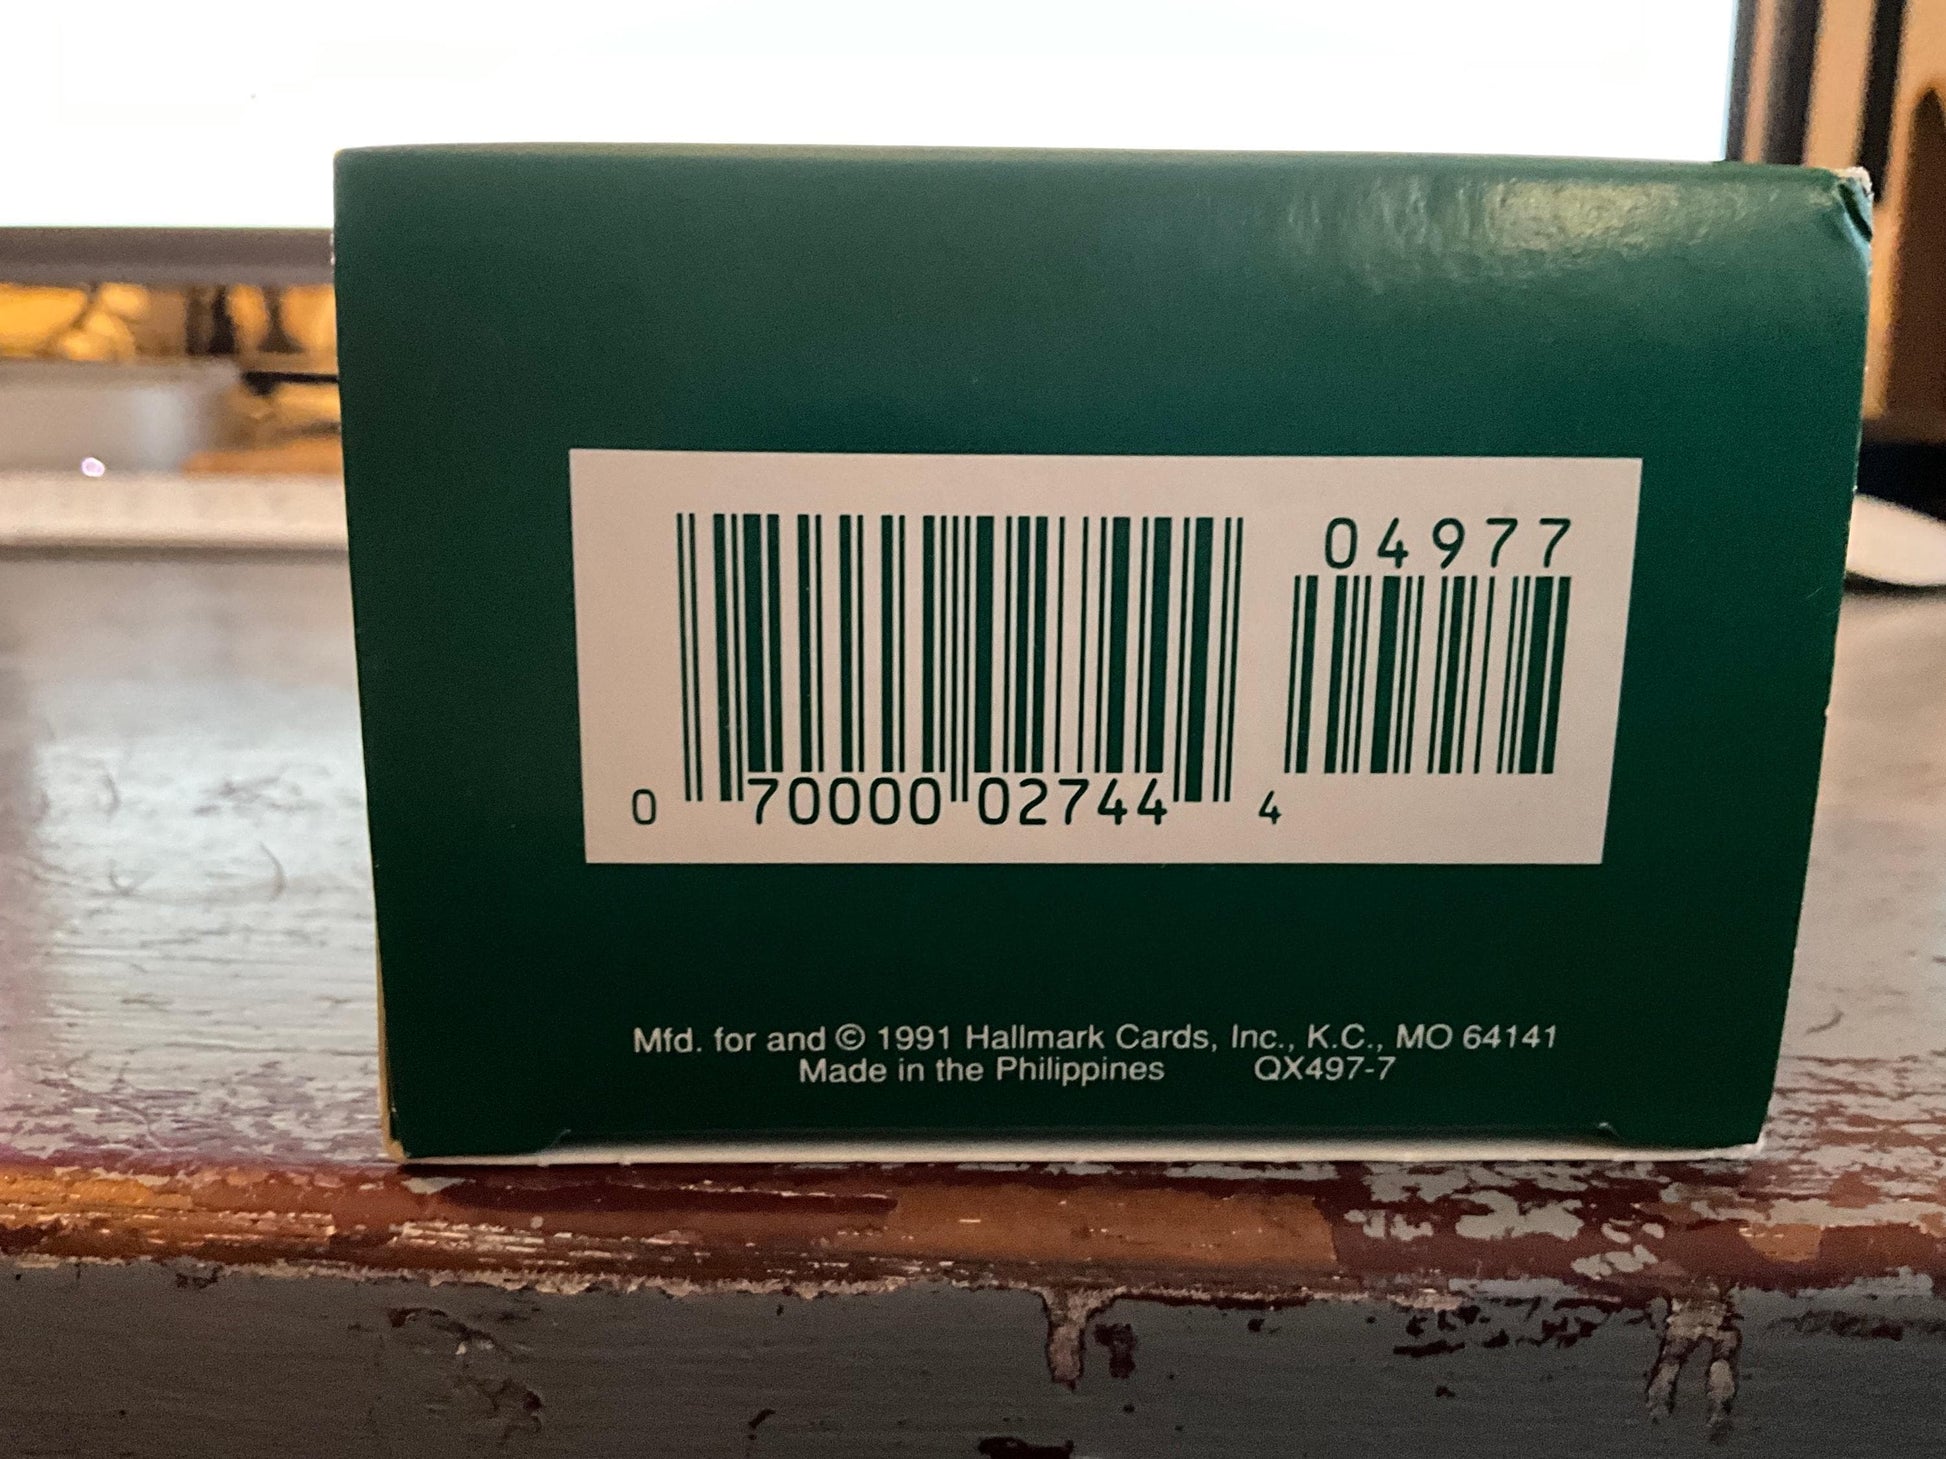 04977
0 70000 02744 4
Mfd. for and © 1991 Hallmark Cards, Inc., K.C., MO 64141
Made in the Philippines QX497-7